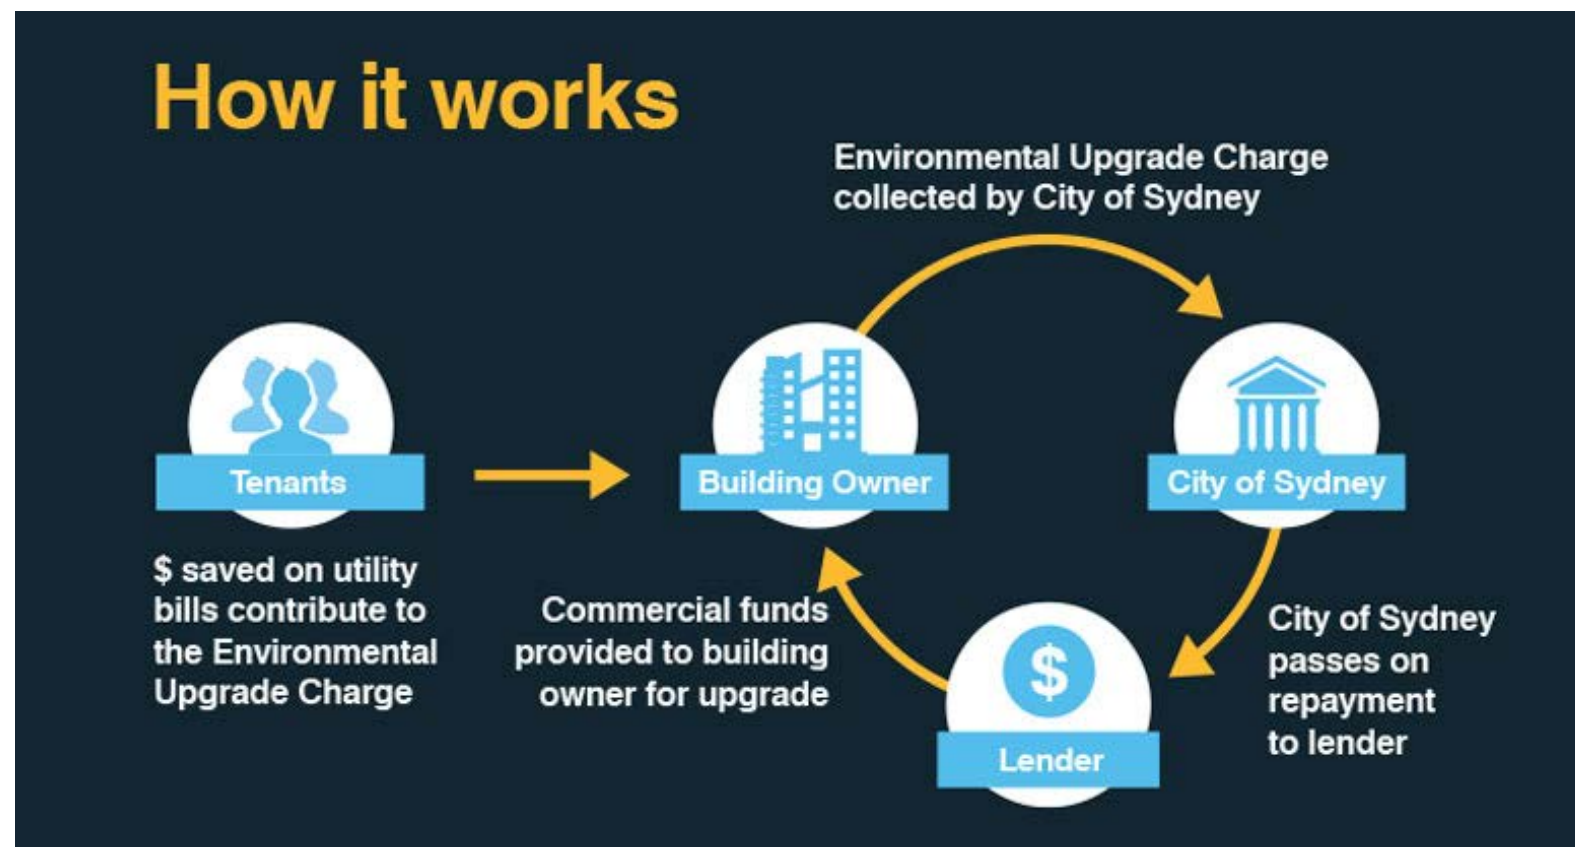 How it works
Environmental Upgrade Charge
collected by City of Sydney
Tenants
Building Owner
City of Sydney
$ saved on utility
bills contribute to
the Environmental
Upgrade Charge
Commercial funds
provided to building
owner for upgrade
$
Lender
City of Sydney
passes on
repayment
to lender